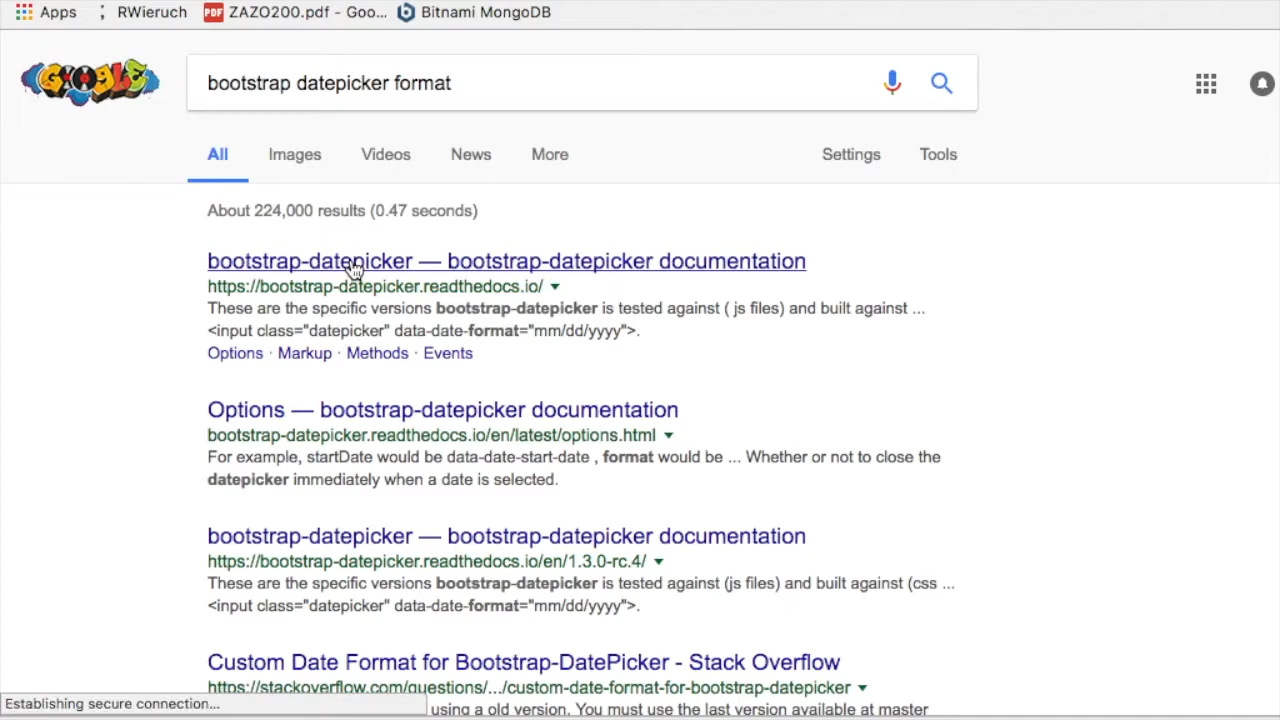 Apps ; RWieruch PDF ZAZO200.pdf - Goo... Bitnami MongoDB
GOOGLE bootstrap datepicker format
All Images Videos News More Settings Tools
About 224,000 results (0.47 seconds)
bootstrap-datepicker — bootstrap-datepicker documentation
https://bootstrap-datepicker.readthedocs.io/
These are the specific versions bootstrap-datepicker is tested against ( js files) and built against ...
<input class="datepicker" data-date-format="mm/dd/yyyy">.
Options · Markup · Methods · Events
Options — bootstrap-datepicker documentation
bootstrap-datepicker.readthedocs.io/en/latest/options.html
For example, startDate would be data-date-start-date , format would be ... Whether or not to close the
datepicker immediately when a date is selected.
bootstrap-datepicker — bootstrap-datepicker documentation
https://bootstrap-datepicker.readthedocs.io/en/1.3.0-rc.4/
These are the specific versions bootstrap-datepicker is tested against (js files) and built against (css ...
<input class="datepicker" data-date-format="mm/dd/yyyy">.
Custom Date Format for Bootstrap-DatePicker - Stack Overflow
https://stackoverflow.com/questions/.../custom-date-format-for-bootstrap-datepicker
Establishing secure connection... using a old version. You must use the last version available at master